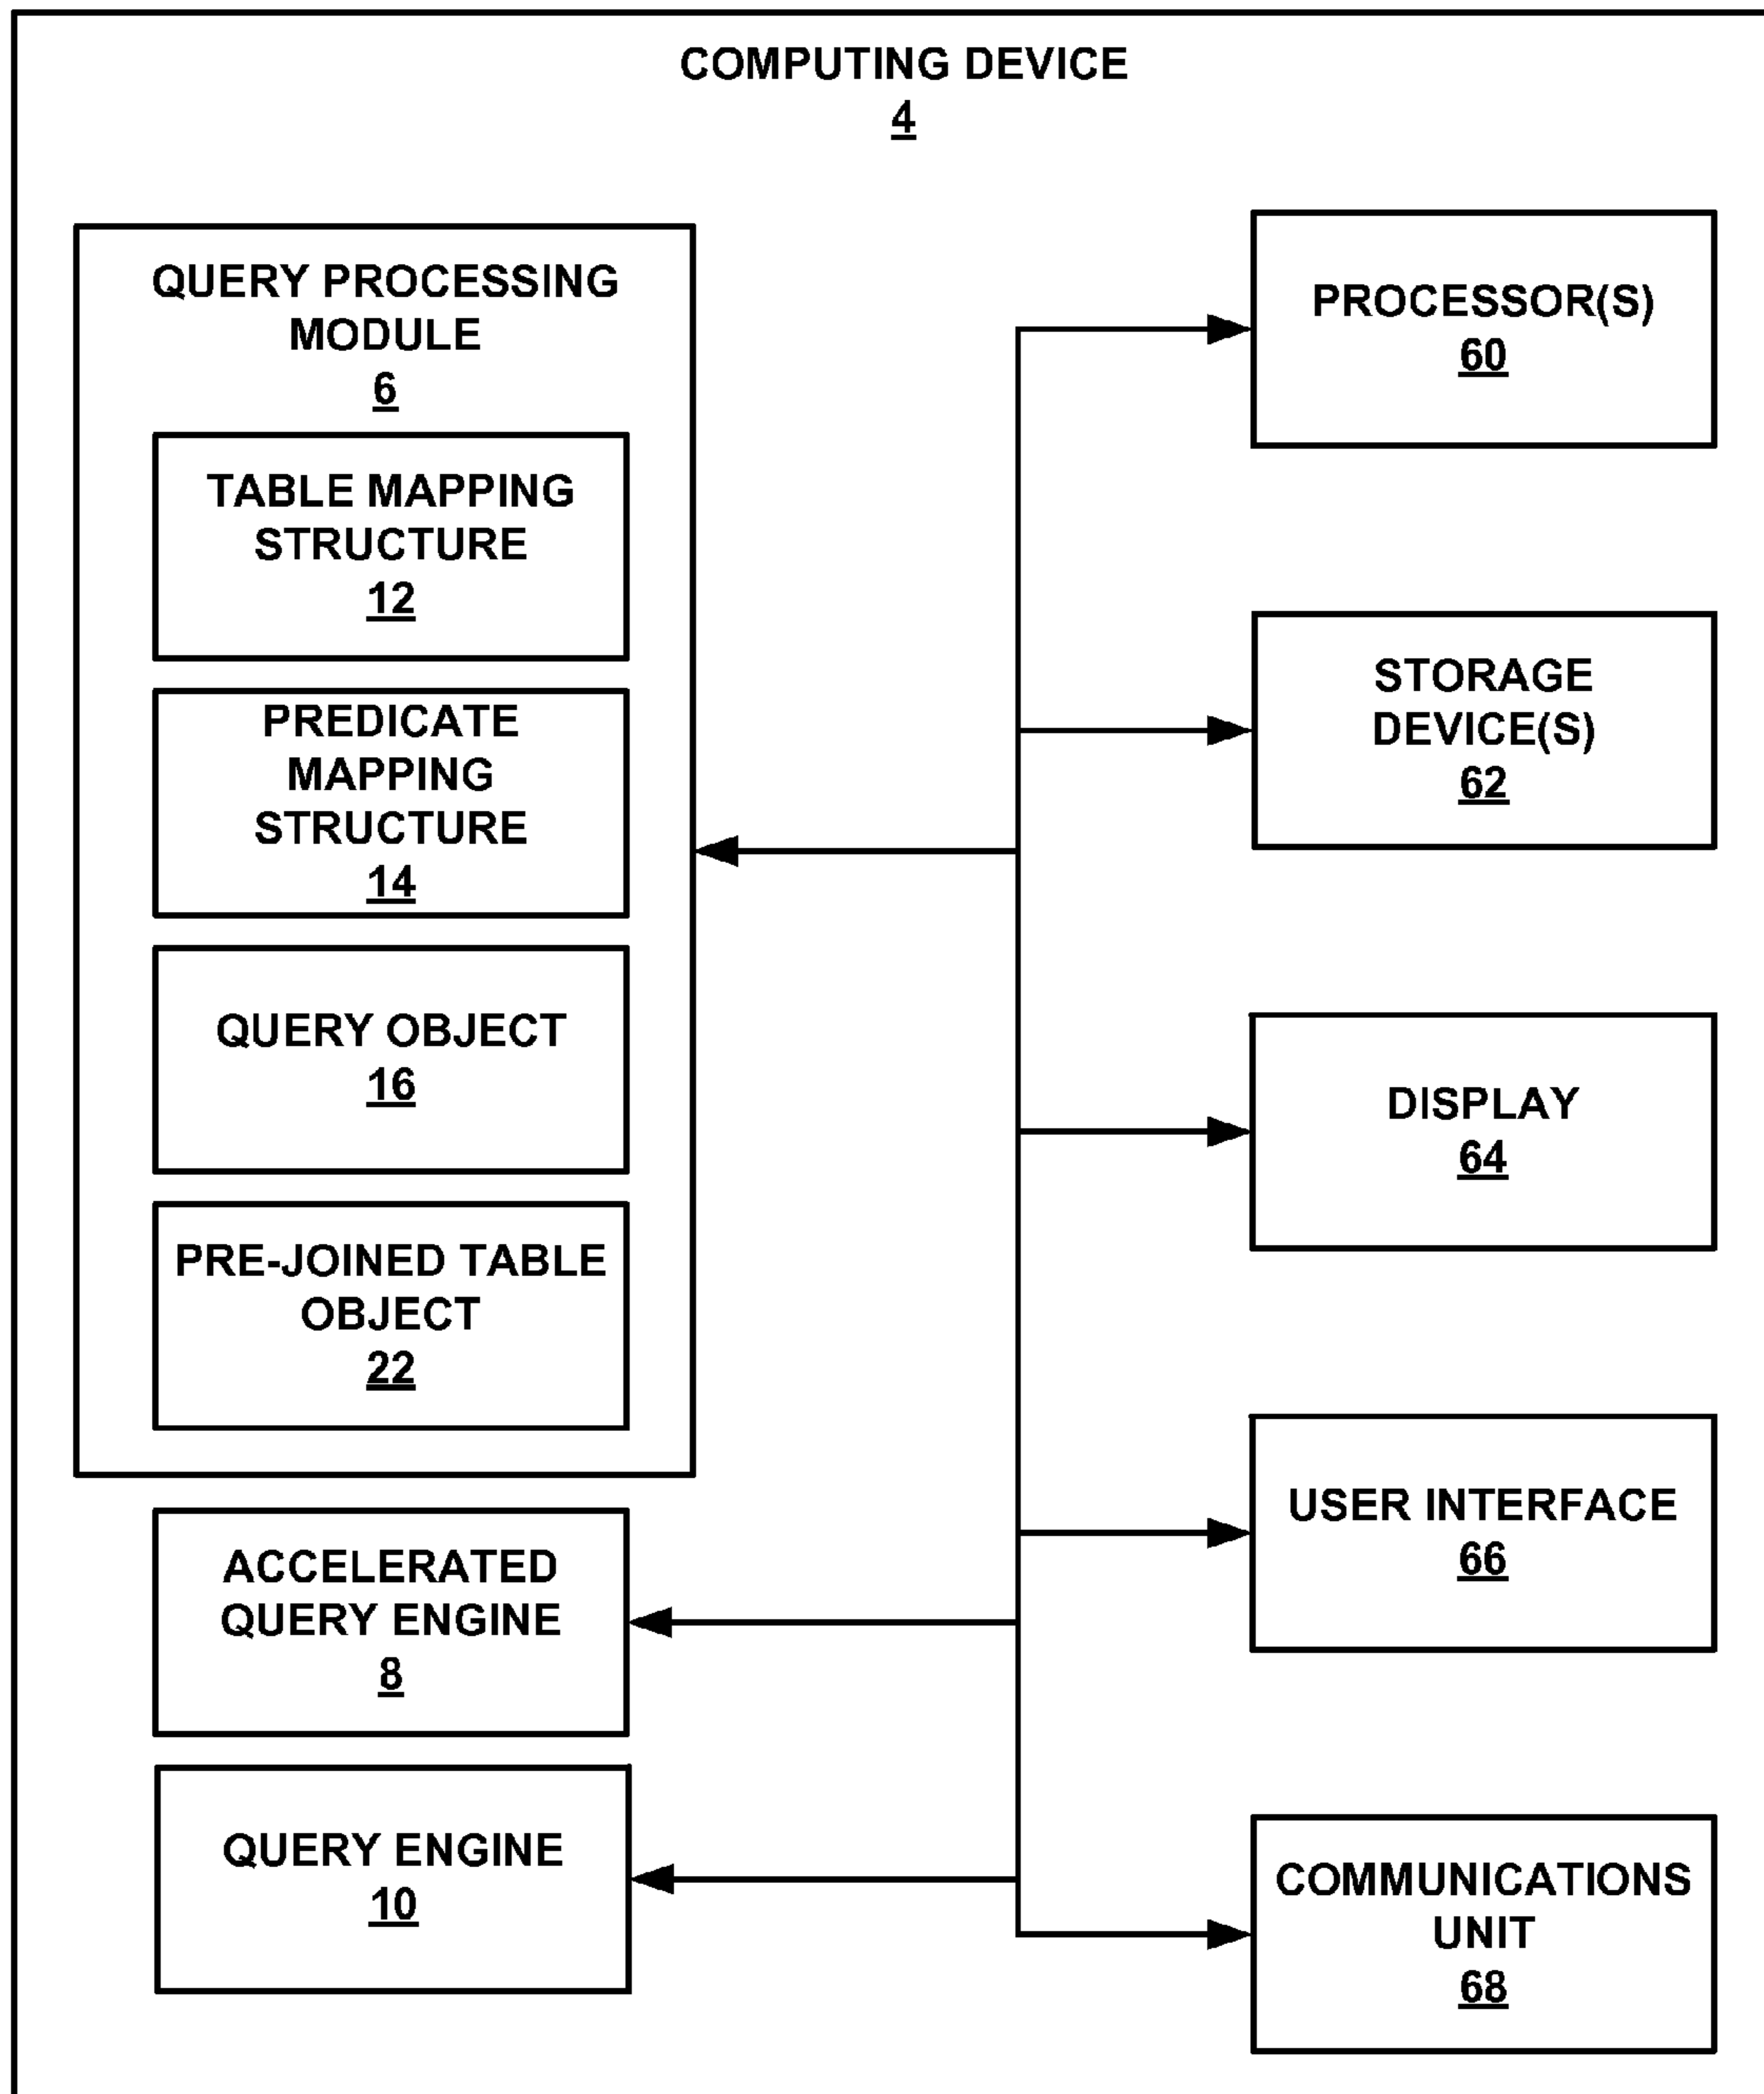 COMPUTING DEVICE
4
QUERY PROCESSING
MODULE
6
TABLE MAPPING
STRUCTURE
12
PREDICATE
MAPPING
STRUCTURE
14
QUERY OBJECT
16
PRE-JOINED TABLE
OBJECT
22
ACCELERATED
QUERY ENGINE
8
QUERY ENGINE
10
PROCESSOR(S)
60
STORAGE
DEVICE(S)
62
DISPLAY
64
USER INTERFACE
66
COMMUNICATIONS
UNIT
68